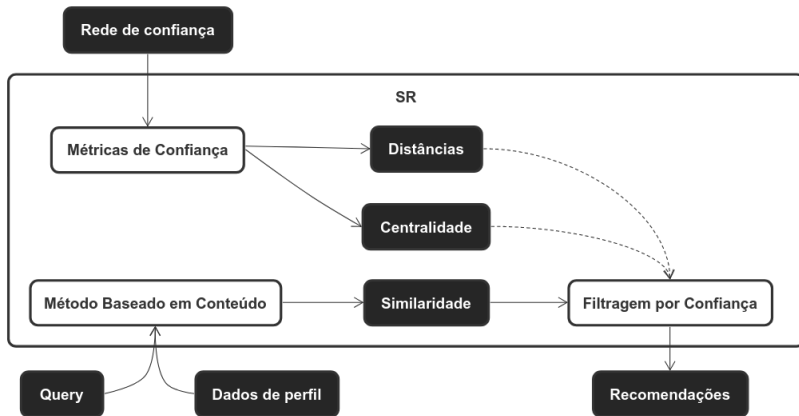 Rede de confiança
SR
Métricas de Confiança
Distâncias
Centralidade
Método Baseado em Conteúdo
Similaridade
Filtragem por Confiança
Query
Dados de perfil
Recomendações